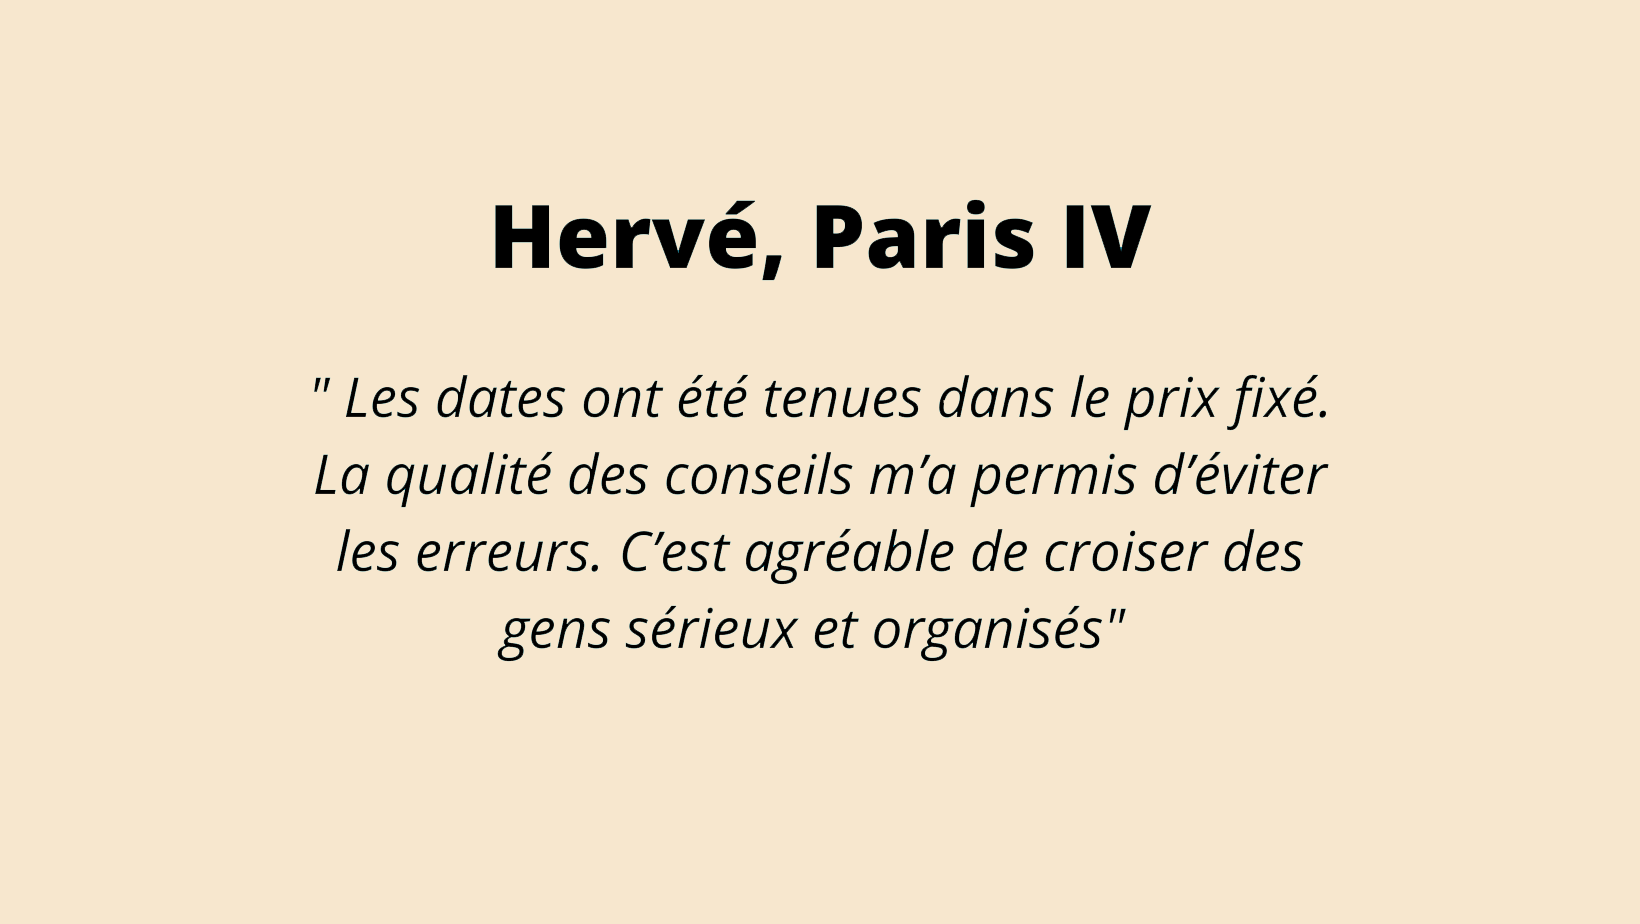 Hervé, Paris IV
" Les dates ont été tenues dans le prix fixé.
La qualité des conseils m’a permis d’éviter
les erreurs. C’est agréable de croiser des
gens sérieux et organisés"